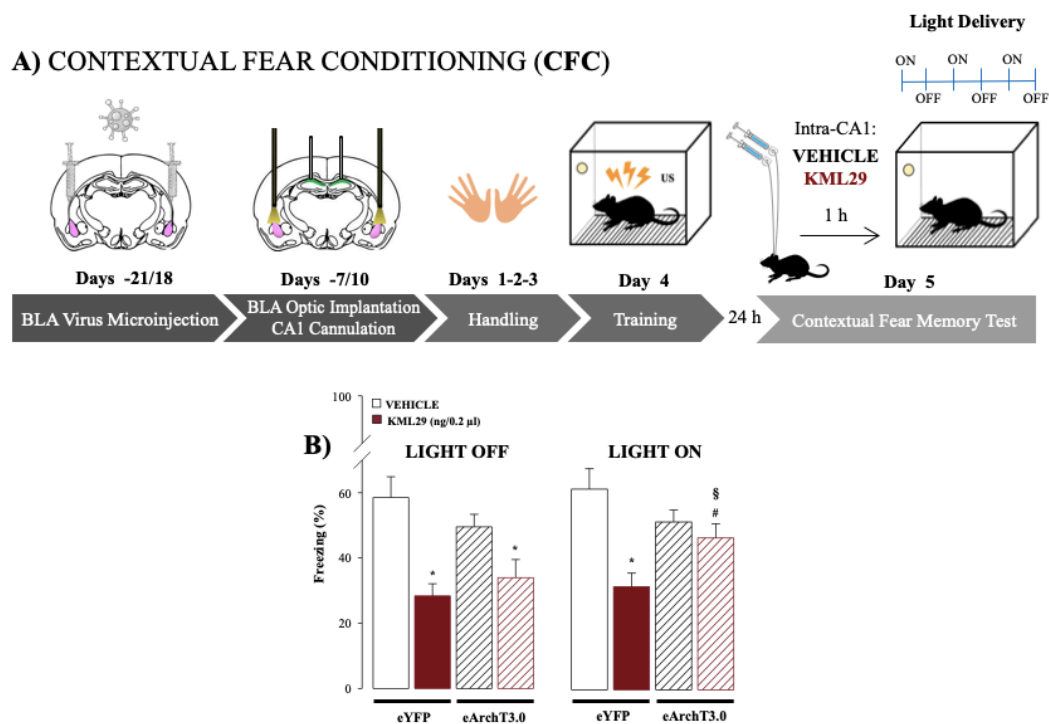 Light Delivery
A) CONTEXTUAL FEAR CONDITIONING (CFC)
ON ON ON
OFF OFF OFF
US
Intra-CA1:
VEHICLE
KML29
1 h
Days -21/18
Days -7/10
Days 1-2-3
Day 4
Day 5
BLA Virus Microinjection
BLA Optic Implantation
CA1 Cannulation
Handling
Training
24 h
Contextual Fear Memory Test
100
VEHICLE
KML29 (ng/0.2 µl)
B)
LIGHT OFF
LIGHT ON
60
40
20
0
Freezing (%)
* * * § #
eYFP eArchT3.0 eYFP eArchT3.0